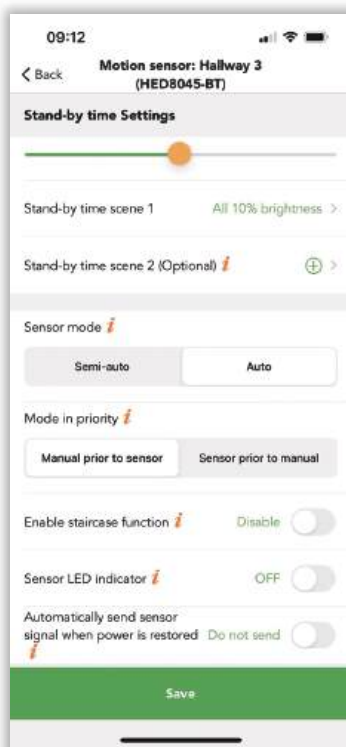 09:12
Back
Motion sensor: Hallway 3
(HED8045-BT)
Stand-by time Settings
Stand-by time scene 1 All 10% brightness >
Stand-by time scene 2 (Optional) i >
Sensor mode i
Semi-auto Auto
Mode in priority i
Manual prior to sensor Sensor prior to manual
Enable staircase function i Disable
Sensor LED indicator i OFF
Automatically send sensor
signal when power is restored Do not send
i
Save